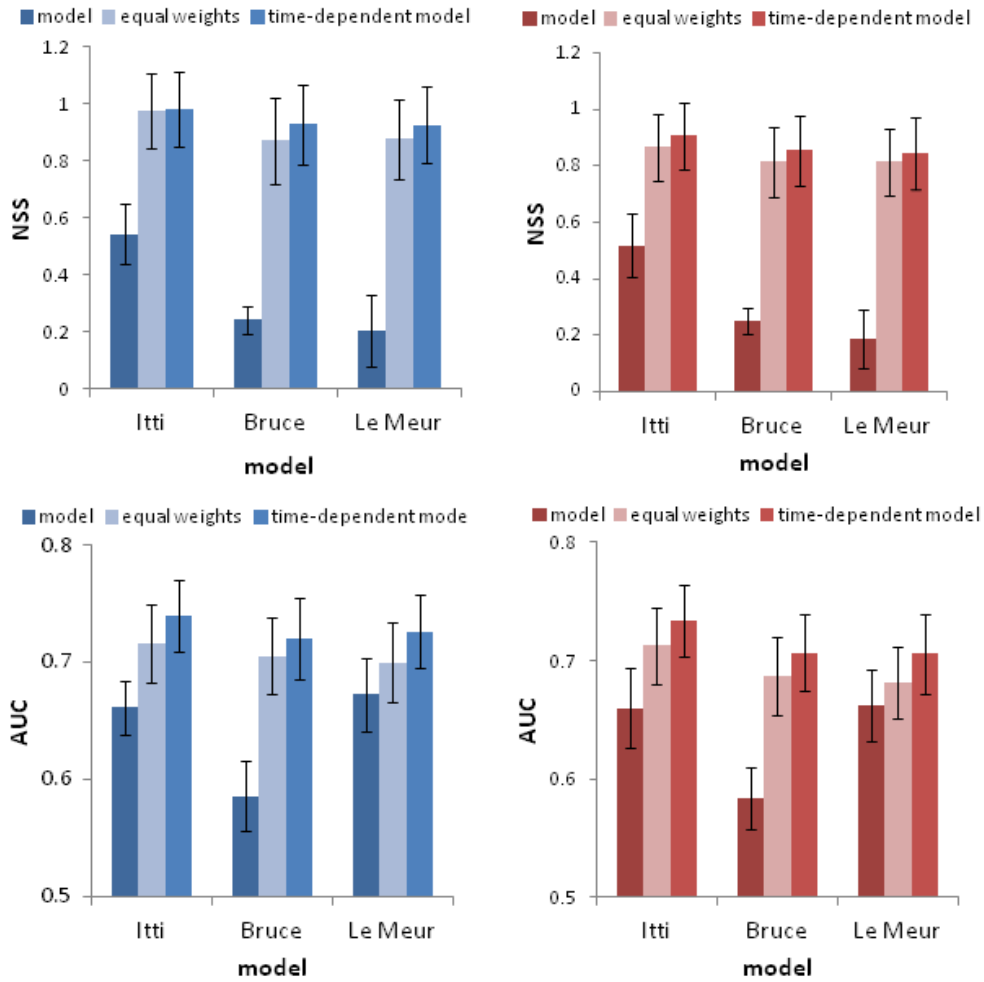 model equal weights time-dependent model
1.2
1
0.8
0.6
0.4
0.2
0
NSS
Itti Bruce Le Meur
model
model equal weights time-dependent model
1.2
1
0.8
0.6
0.4
0.2
0
NSS
Itti Bruce Le Meur
model
model equal weights time-dependent mode
0.8
0.7
0.6
0.5
AUC
Itti Bruce Le Meur
model
model equal weights time-dependent model
0.8
0.7
0.6
0.5
AUC
Itti Bruce Le Meur
model